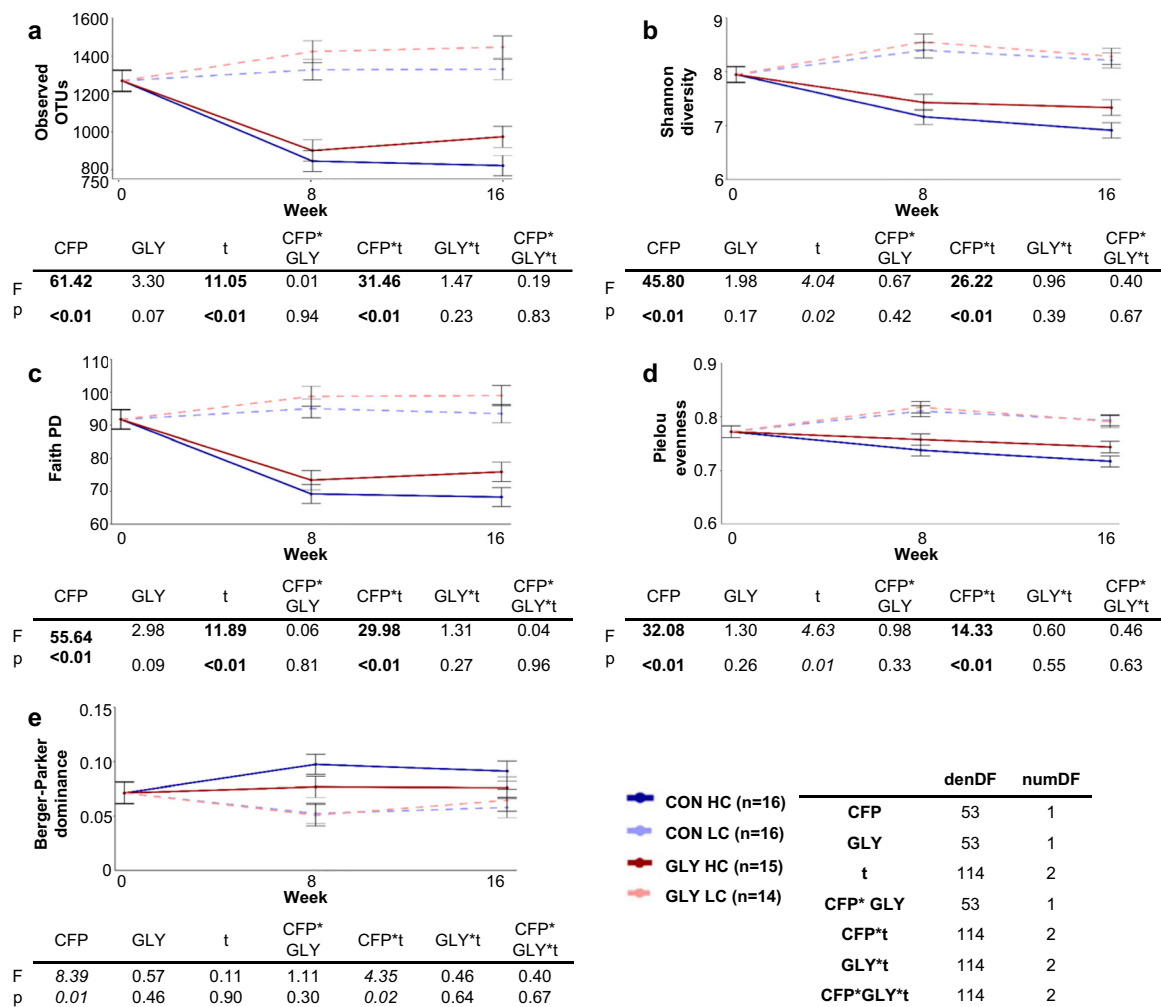 a
1600
1400
1200
1000
800
750
Observed
OTUs
0 8 16
Week
CFP GLY t CFP* GLY CFP*t GLY*t CFP* GLY*t
F 61.42 3.30 11.05 0.01 31.46 1.47 0.19
p <0.01 0.07 <0.01 0.94 <0.01 0.23 0.83
b
9
8
7
6
Shannon
diversity
0 8 16
Week
CFP GLY t CFP* GLY CFP*t GLY*t CFP* GLY*t
F 45.80 1.98 4.04 0.67 26.22 0.96 0.40
p <0.01 0.17 0.02 0.42 <0.01 0.39 0.67
c
110
100
90
80
70
60
Faith PD
0 8 16
Week
CFP GLY t CFP* GLY CFP*t GLY*t CFP* GLY*t
F 55.64 2.98 11.89 0.06 29.98 1.31 0.04
p <0.01 0.09 <0.01 0.81 <0.01 0.27 0.96
d
0.9
0.8
0.7
0.6
Pielou
evenness
0 8 16
Week
CFP GLY t CFP* GLY CFP*t GLY*t CFP* GLY*t
F 32.08 1.30 4.63 0.98 14.33 0.60 0.46
p <0.01 0.26 0.01 0.33 <0.01 0.55 0.63
e
0.15
0.10
0.05
0
Berger-Parker
dominance
0 8 16
Week
CFP GLY t CFP* GLY CFP*t GLY*t CFP* GLY*t
F 8.39 0.57 0.11 1.11 4.35 0.46 0.40
p 0.01 0.46 0.90 0.30 0.02 0.64 0.67
CON HC (n=16)
CON LC (n=16)
GLY HC (n=15)
GLY LC (n=14)
denDF numDF
CFP 53 1
GLY 53 1
t 114 2
CFP* GLY 53 1
CFP*t 114 2
GLY*t 114 2
CFP*GLY*t 114 2